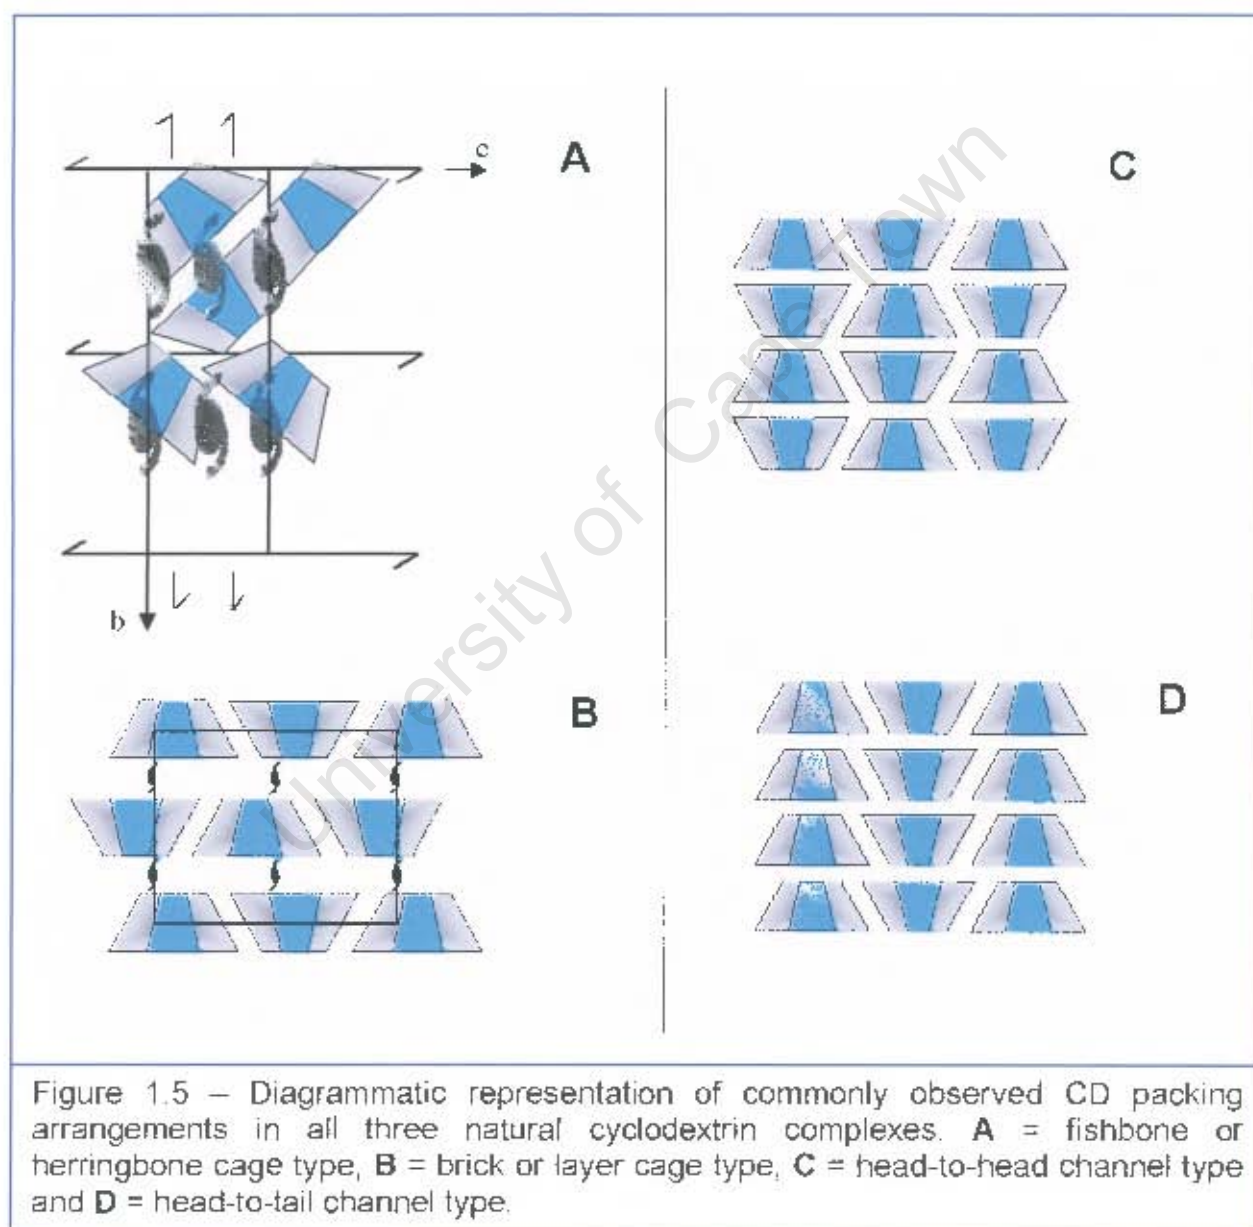 c
A
C
b
B
D
University of Cape Town
Figure 1.5 – Diagrammatic representation of commonly observed CD packing
arrangements in all three natural cyclodextrin complexes. A = fishbone or
herringbone cage type, B = brick or layer cage type, C = head-to-head channel type
and D = head-to-tail channel type.